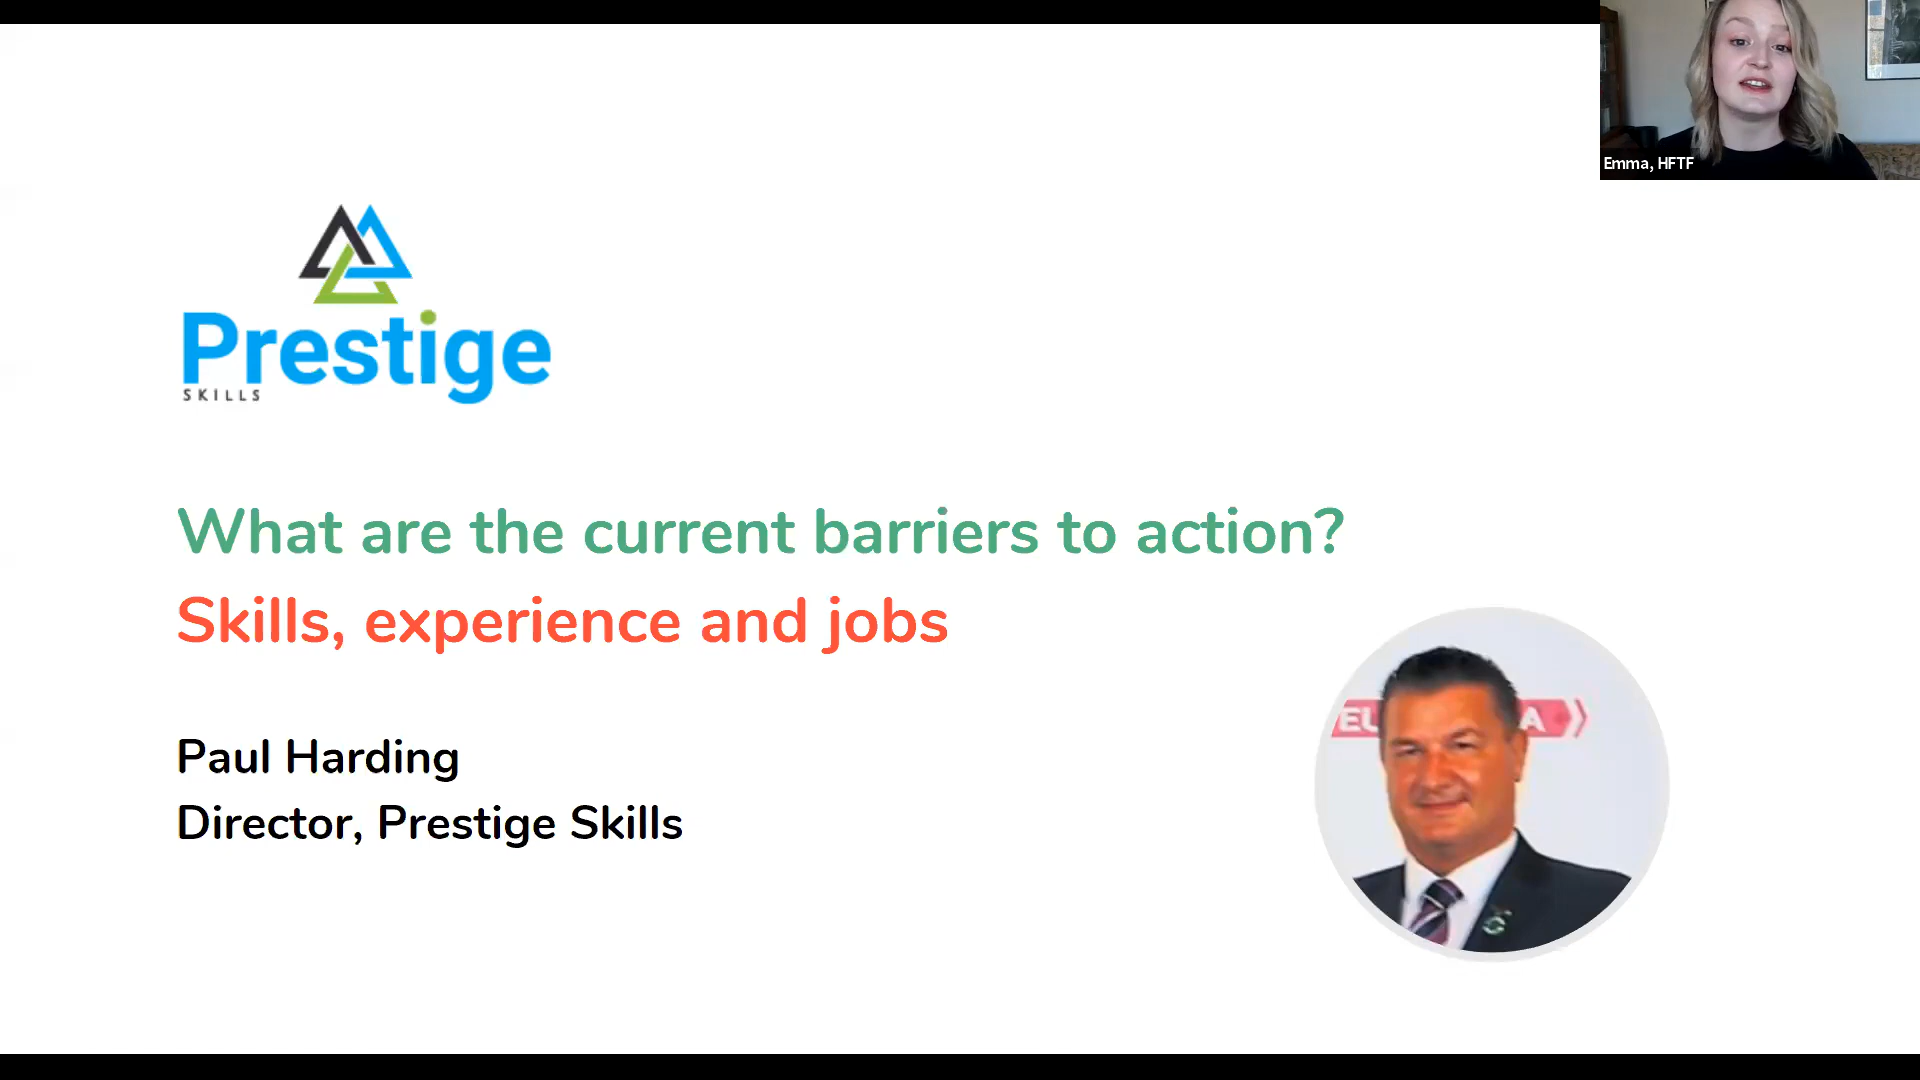 Emma, HFTF
Prestige
SKILLS
What are the current barriers to action?
Skills, experience and jobs
Paul Harding
Director, Prestige Skills